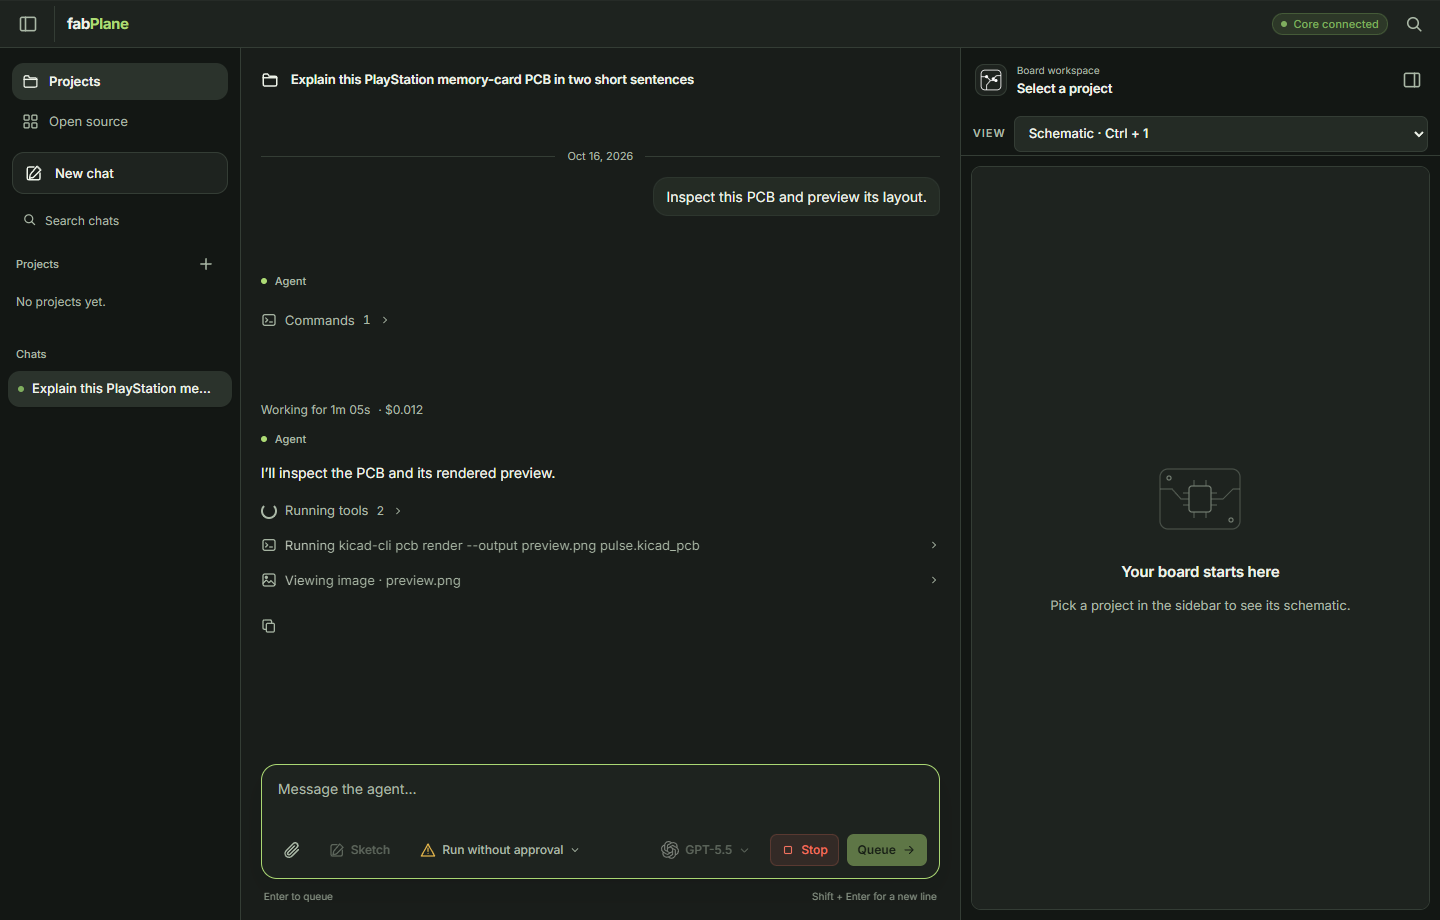 fabPlane
Core connected
Projects
Open source
New chat
Search chats
Projects
No projects yet.
Chats
Explain this PlayStation me...
Explain this PlayStation memory-card PCB in two short sentences
Oct 16, 2026
Inspect this PCB and preview its layout.
Agent
Commands 1
Working for 1m 05s · $0.012
Agent
I’ll inspect the PCB and its rendered preview.
Running tools 2
Running kicad-cli pcb render --output preview.png pulse.kicad_pcb
Viewing image · preview.png
Message the agent...
Sketch
Run without approval
GPT-5.5
Stop
Queue
Enter to queue
Shift + Enter for a new line
Board workspace
Select a project
VIEW
Schematic · Ctrl + 1
Your board starts here
Pick a project in the sidebar to see its schematic.